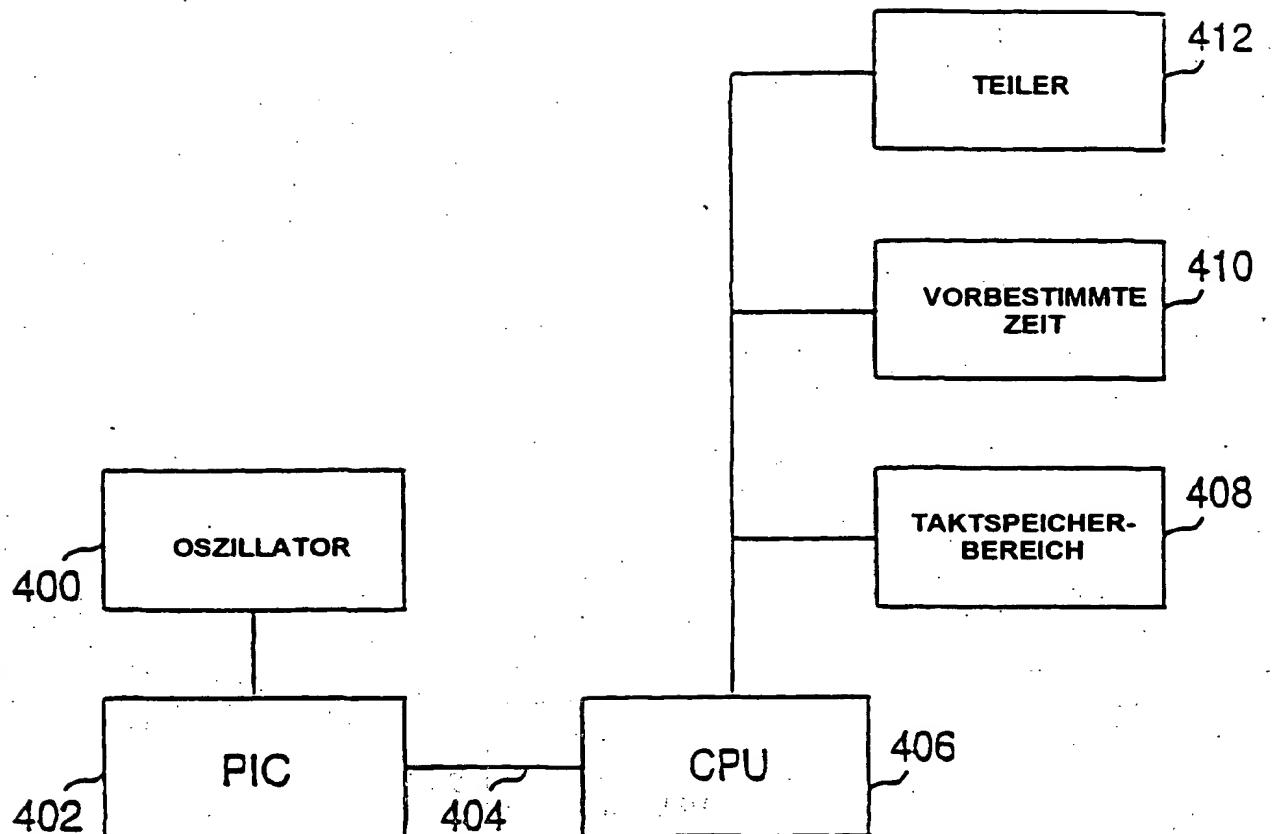 412
TEILER
410
VORBESTIMMTE
ZEIT
408
TAKTSPEICHER-
BEREICH
OSZILLATOR
400
PIC
CPU
406
402
404